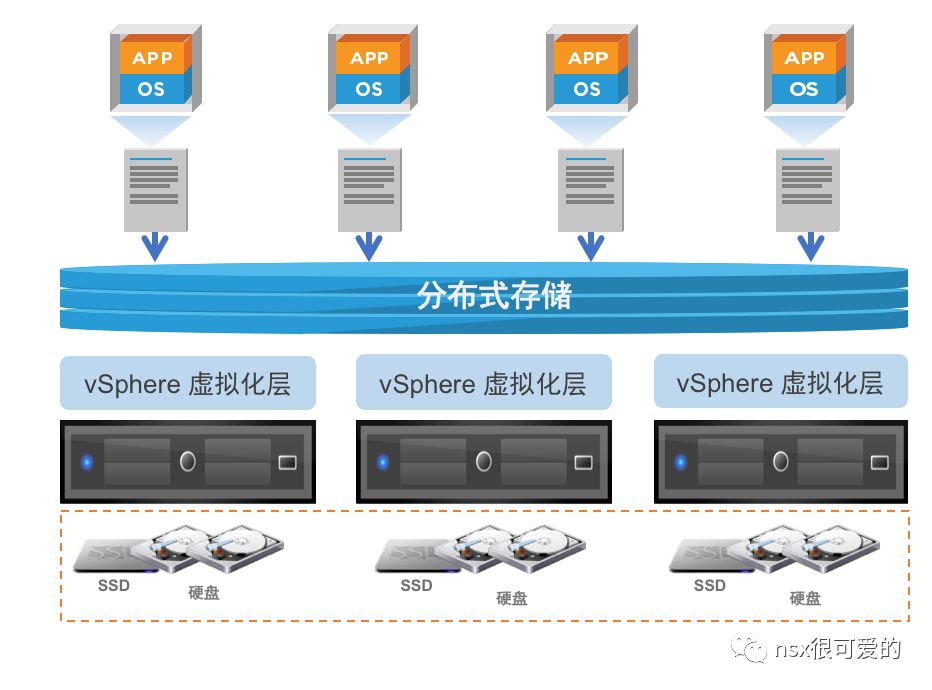 APP
OS
APP
OS
APP
OS
APP
OS
分布式存储
vSphere 虚拟化层
vSphere 虚拟化层
vSphere 虚拟化层
SSD
SSD
硬盘
SSD
SSD
硬盘
SSD
SSD
硬盘
nsx很可爱的